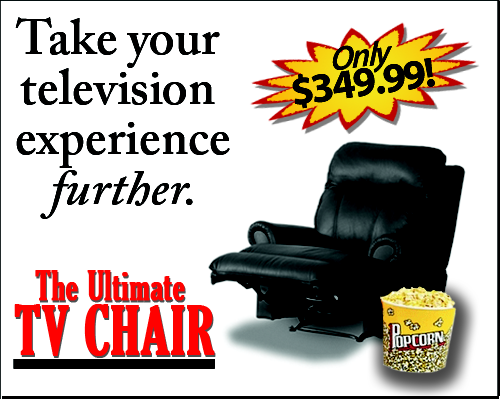 Take your
television
experience
further.
Only
$349.99!
The Ultimate
TV CHAIR
POPCORN